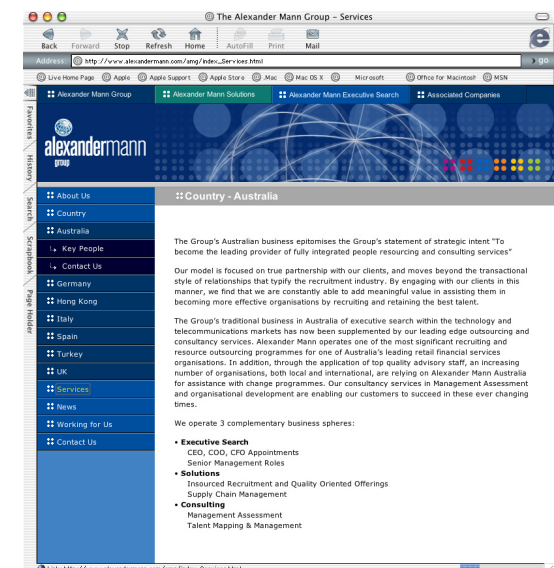 The Alexander Mann Group – Services
Back Forward Stop Refresh Home AutoFill Print Mail
Address: http://www.alexandermann.com/amg/index_Services.html go
Live Home Page Apple Apple Support Apple Store .Mac Mac OS X Microsoft Office for Macintosh MSN
Alexander Mann Group Alexander Mann Solutions Alexander Mann Executive Search Associated Companies
Favorites
History
Search
Scrapbook
Page Holder
alexandermann
group
About Us
Country
Australia
Key People
Contact Us
Germany
Hong Kong
Italy
Spain
Turkey
UK
Services
News
Working for Us
Contact Us
Country - Australia
The Group's Australian business epitomises the Group's statement of strategic intent "To
become the leading provider of fully integrated people resourcing and consulting services"
Our model is focused on true partnership with our clients, and moves beyond the transactional
style of relationships that typify the recruitment industry. By engaging with our clients in this
manner, we find that we are constantly able to add meaningful value in assisting them in
becoming more effective organisations by recruiting and retaining the best talent.
The Group's traditional business in Australia of executive search within the technology and
telecommunications markets has now been supplemented by our leading edge outsourcing and
consultancy services. Alexander Mann operates one of the most significant recruiting and
resource outsourcing programmes for one of Australia's leading retail financial services
organisations. In addition, through the application of top quality advisory staff, an increasing
number of organisations, both local and international, are relying on Alexander Mann Australia
for assistance with change programmes. Our consultancy services in Management Assessment
and organisational development are enabling our customers to succeed in these ever changing
times.
We operate 3 complementary business spheres:
• Executive Search
CEO, COO, CFO Appointments
Senior Management Roles
• Solutions
Insourced Recruitment and Quality Oriented Offerings
Supply Chain Management
• Consulting
Management Assessment
Talent Mapping & Management